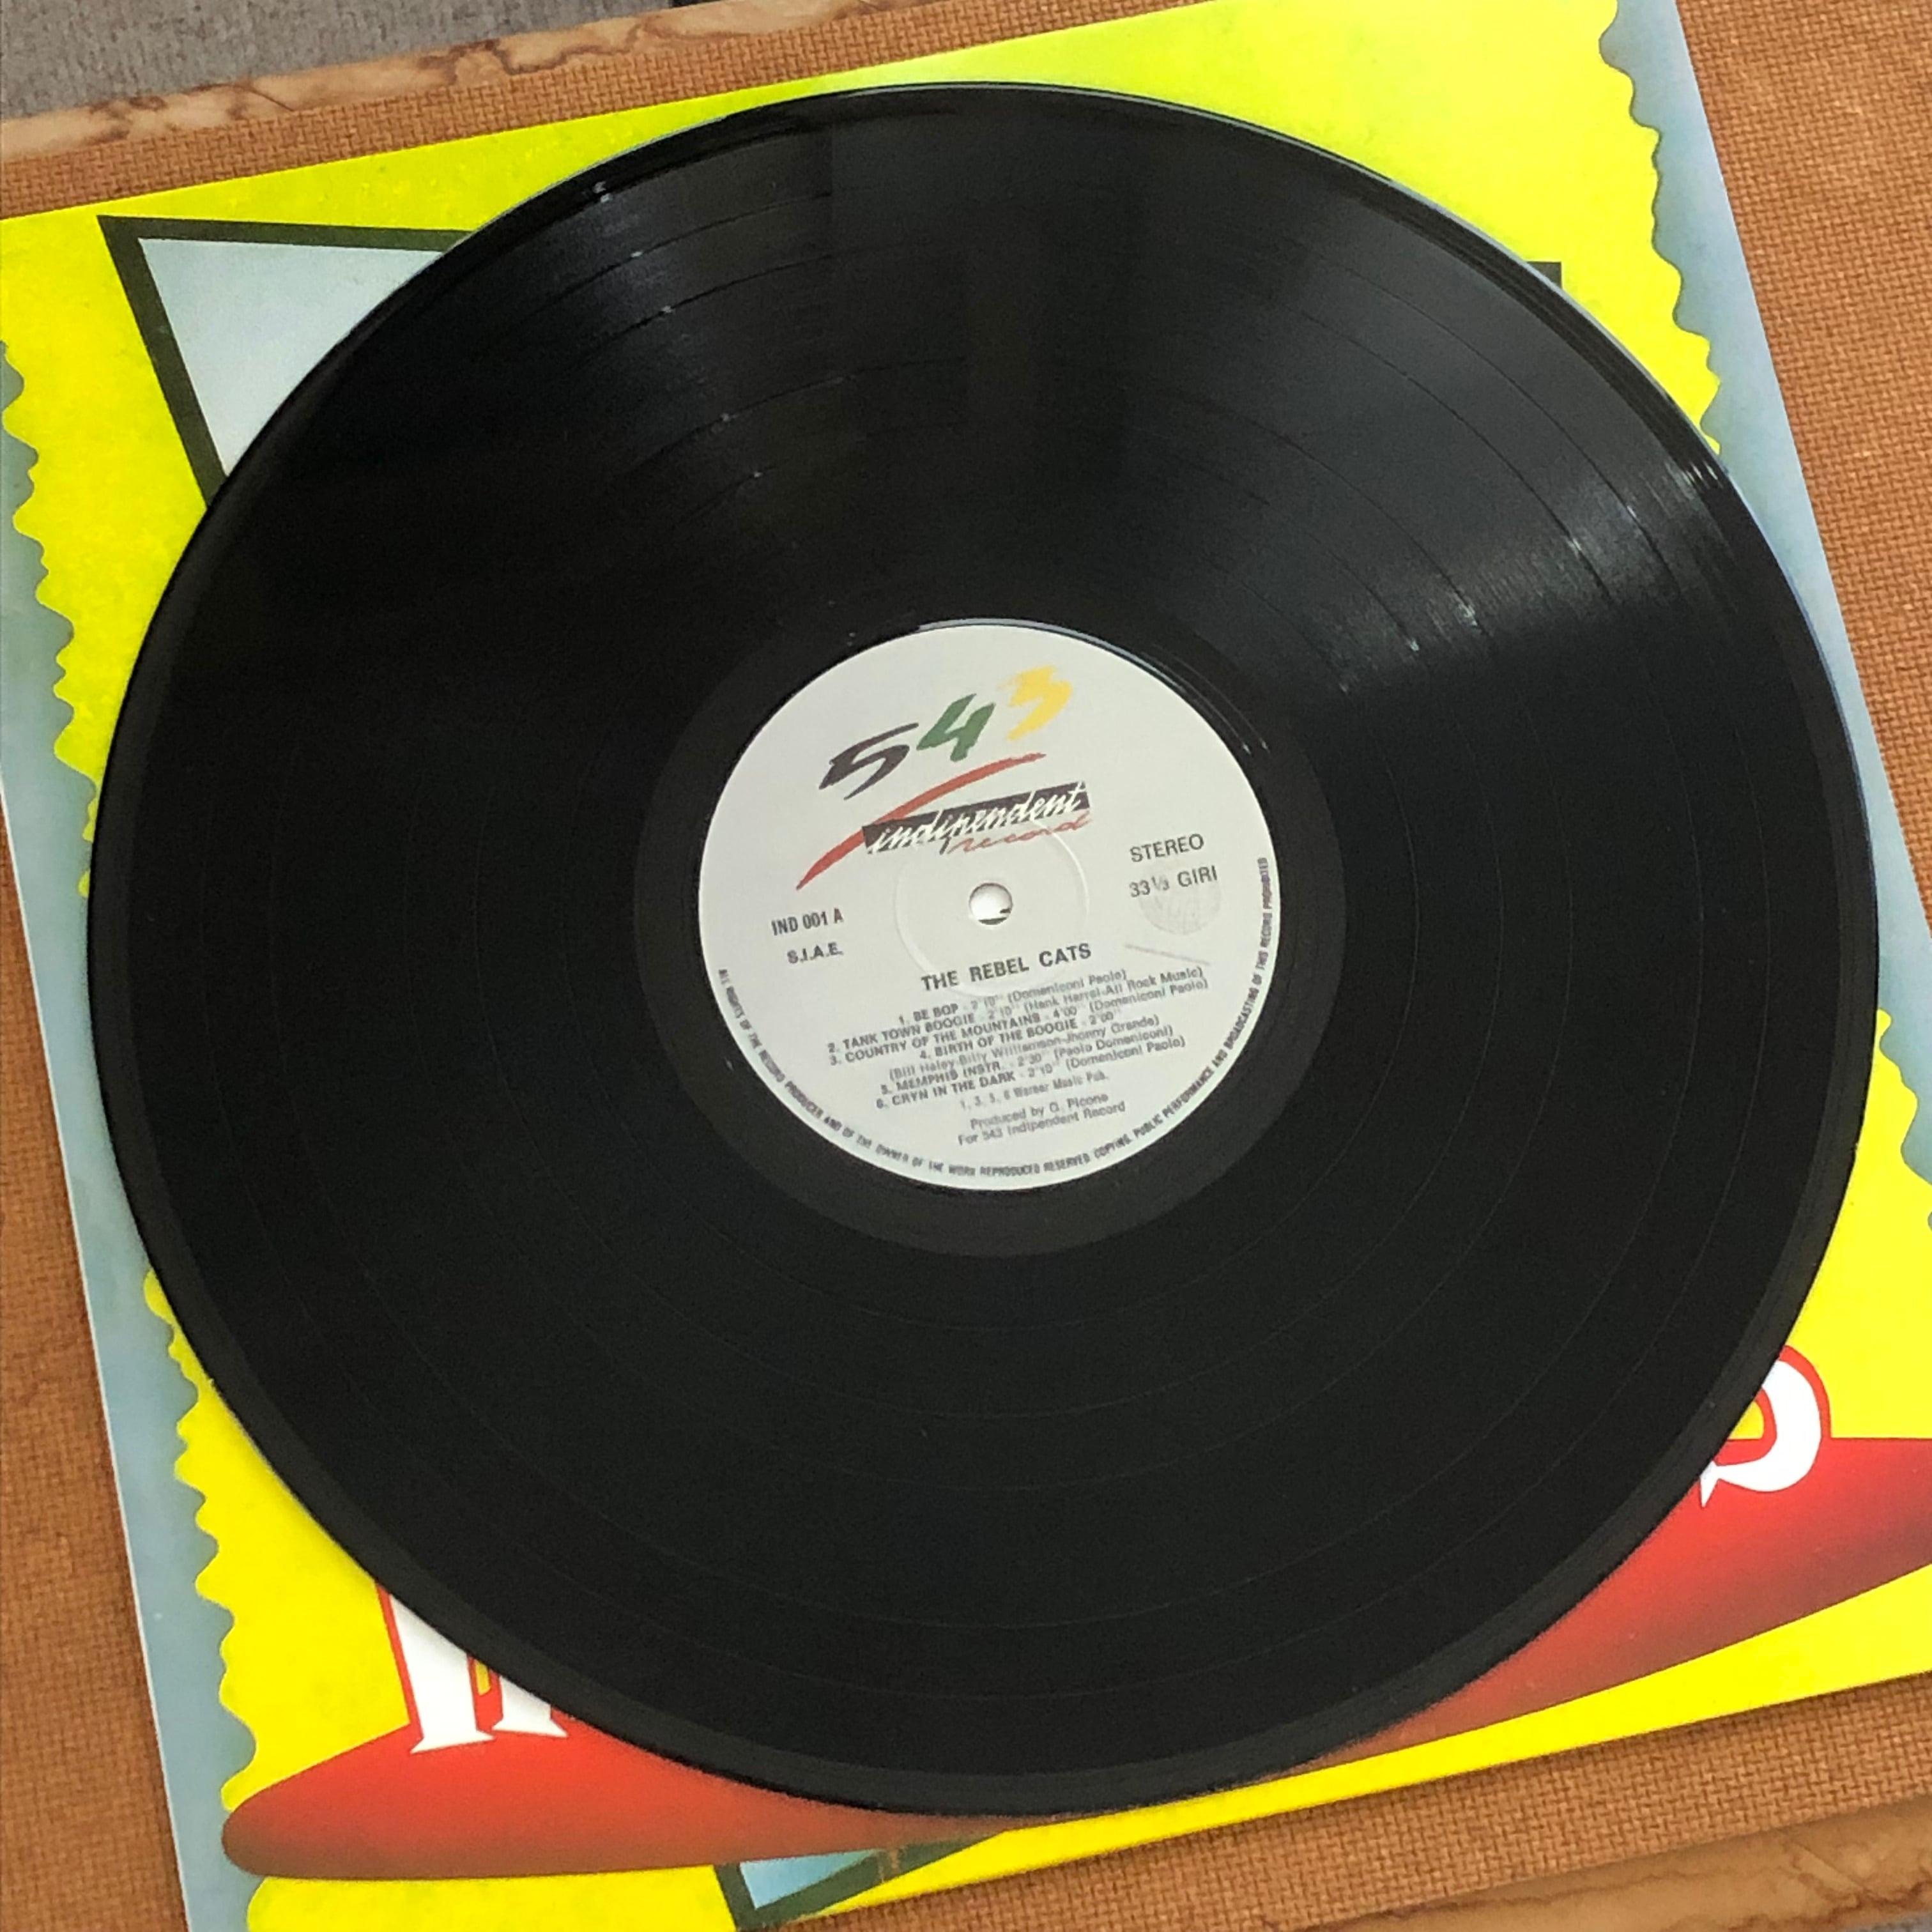 543
indipendent
record
STEREO
33 1/3 GIRI
IND 001 A
S.I.A.E.
THE REBEL CATS
1. BE BOP - 2'10'' (Domeniconi Paolo)
2. TANK TOWN BOOGIE - 2'10'' (Hank Harral-All Rock Music)
3. COUNTRY OF THE MOUNTAINS - 4'00'' (Domeniconi Paolo)
4. BIRTH OF THE BOOGIE - 2'00''
(Bill Haley-Billy Williamson-Jhonny Grande)
5. MEMPHIS INSTR. - 2'30'' (Paolo Domeniconi)
6. CRYN IN THE DARK - 2'10'' (Domeniconi Paolo)
1, 3, 5, 6 Warner Music Pub.
Produced by G. Picone
For 543 Indipendent Record
ALL RIGHTS OF THE RECORD PRODUCER AND OF THE OWNER OF THE WORK REPRODUCED RESERVED COPYING, PUBLIC PERFORMANCE AND BROADCASTING OF THIS RECORD PROHIBITED